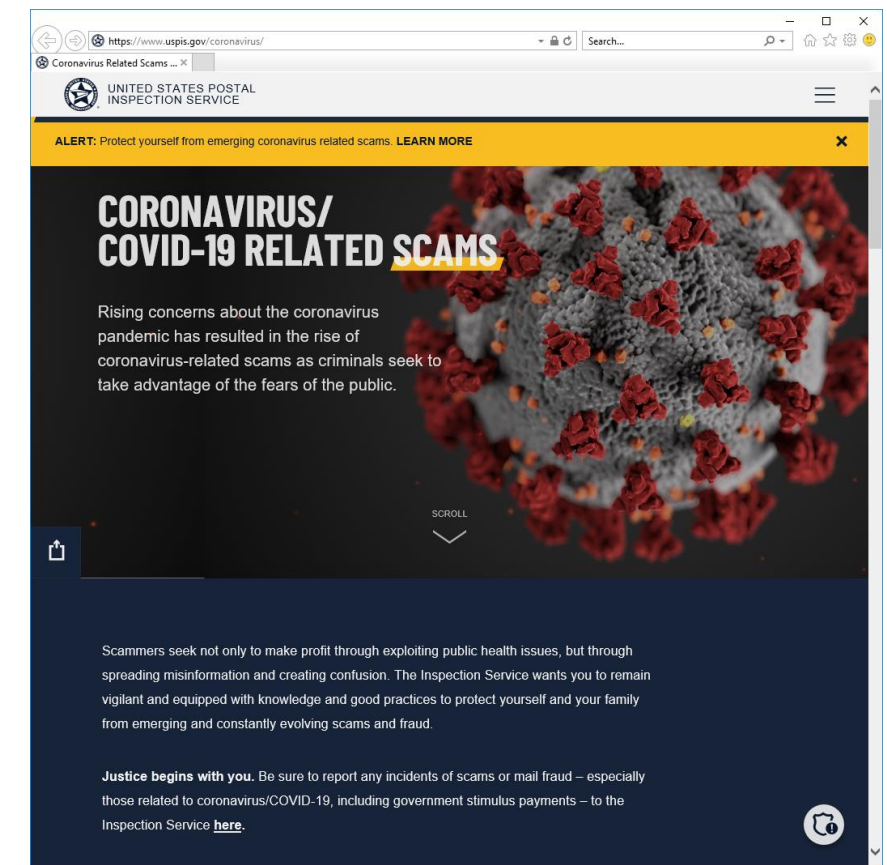 https://www.uspis.gov/coronavirus/
Search...
Coronavirus Related Scams ...
UNITED STATES POSTAL
INSPECTION SERVICE
ALERT: Protect yourself from emerging coronavirus related scams. LEARN MORE
CORONAVIRUS/
COVID-19 RELATED SCAMS
Rising concerns about the coronavirus
pandemic has resulted in the rise of
coronavirus-related scams as criminals seek to
take advantage of the fears of the public.
SCROLL
Scammers seek not only to make profit through exploiting public health issues, but through
spreading misinformation and creating confusion. The Inspection Service wants you to remain
vigilant and equipped with knowledge and good practices to protect yourself and your family
from emerging and constantly evolving scams and fraud.
Justice begins with you. Be sure to report any incidents of scams or mail fraud – especially
those related to coronavirus/COVID-19, including government stimulus payments – to the
Inspection Service here.